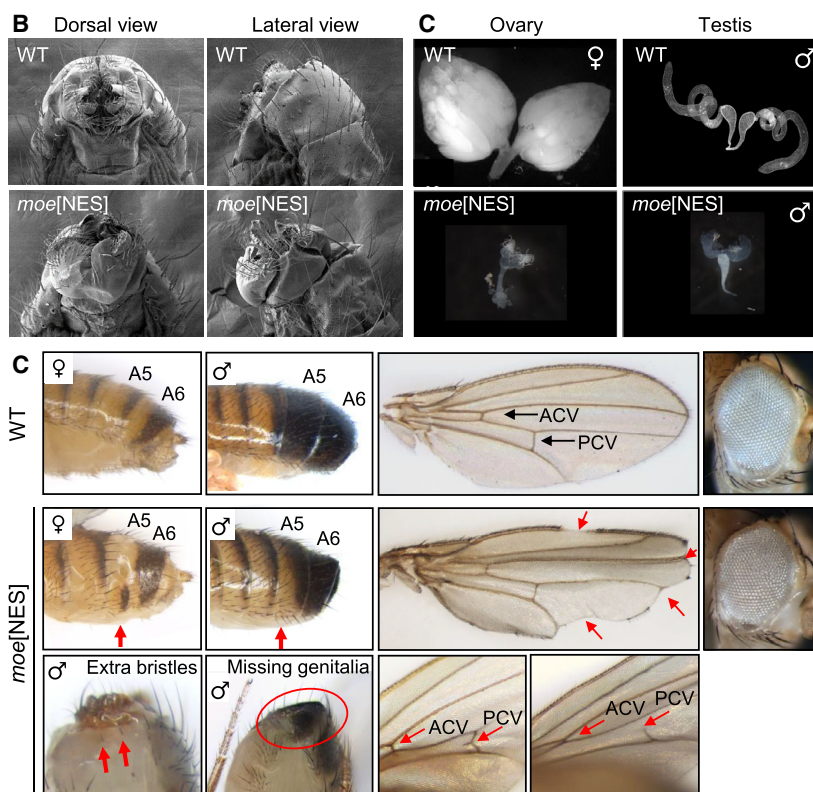 B Dorsal view Lateral view C Ovary Testis
WT WT WT ♀ WT ♂
moe[NES] moe[NES] moe[NES] moe[NES] ♂
C
WT
♀ A5 A6 ♂ A5 A6 ACV PCV
moe[NES]
♀ A5 A6 ♂ A5 A6
♂ Extra bristles ♂ Missing genitalia ACV PCV ACV PCV